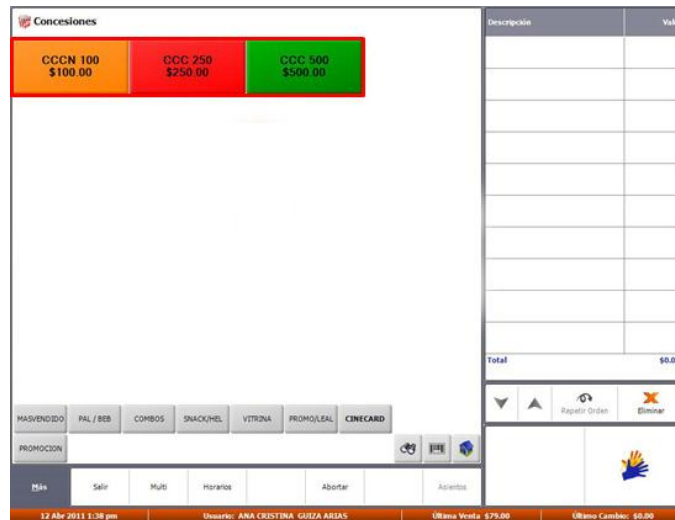 Concesiones
Descripción
CCCN 100
$100.00
CCC 250
$250.00
CCC 500
$500.00
Total
$0.0
MASVENDIDO
PAL / BEB
COMBOS
SNACK/HEL
VITRINA
PROMO/LEAL
CINECARD
PROMOCION
Repetir Orden
Eliminar
Más
Salir
Multi
Horarios
Abortar
Asientos
12 Abr 2011 1:38 pm
Usuario: ANA CRISTINA GUIZA ARIAS
Última Venta $79.00
Último Cambio: $0.00